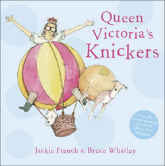 Queen
Victoria's
Knickers
Jackie French & Bruce Whatley